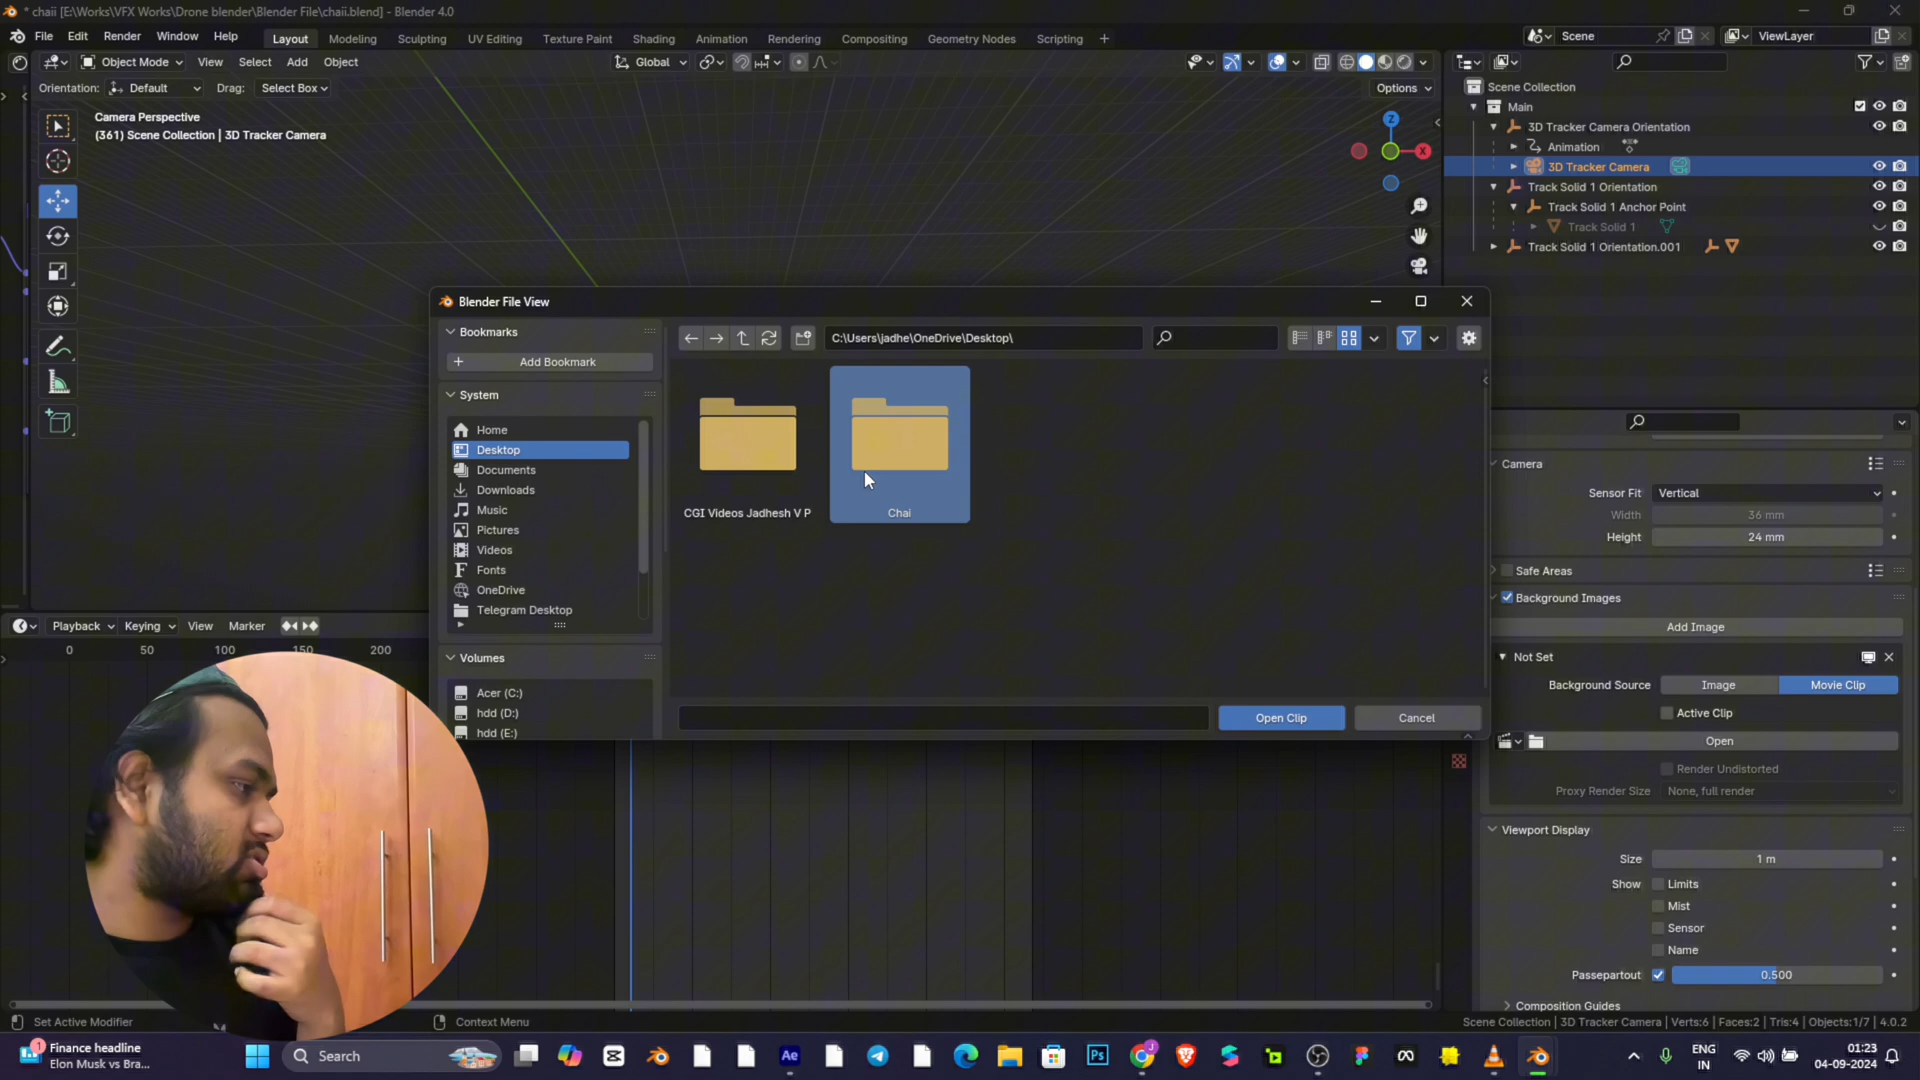 * chaii [E:\Works\VFX Works\Drone blender\Blender File\chaii.blend] - Blender 4.0
File Edit Render Window Help
Layout Modeling Sculpting UV Editing Texture Paint Shading Animation Rendering Compositing Geometry Nodes Scripting +
Scene
ViewLayer
Object Mode View Select Add Object
Global
Orientation: Default Drag: Select Box
Options
Camera Perspective
(361) Scene Collection | 3D Tracker Camera
Z
X
Scene Collection
Main
3D Tracker Camera Orientation
Animation
3D Tracker Camera
Track Solid 1 Orientation
Track Solid 1 Anchor Point
Track Solid 1
Track Solid 1 Orientation.001
Blender File View
Bookmarks
Add Bookmark
System
Home
Desktop
Documents
Downloads
Music
Pictures
Videos
Fonts
OneDrive
Telegram Desktop
Volumes
Acer (C:)
hdd (D:)
hdd (E:)
C:\Users\jadhe\OneDrive\Desktop\
CGI Videos Jadhesh V P
Chai
Open Clip
Cancel
Camera
Sensor Fit Vertical
Width 36 mm
Height 24 mm
Safe Areas
Background Images
Add Image
Not Set
Background Source Image Movie Clip
Active Clip
Open
Render Undistorted
Proxy Render Size None, full render
Viewport Display
Size 1 m
Show Limits
Mist
Sensor
Name
Passepartout 0.500
Composition Guides
Playback Keying View Marker
0 50 100 150 200
Set Active Modifier
Context Menu
Scene Collection | 3D Tracker Camera | Verts:6 | Faces:2 | Tris:4 | Objects:1/7 | 4.0.2
1
Finance headline
Elon Musk vs Bra...
Search
Ae
Ps
J
ENG
IN
01:23
04-09-2024